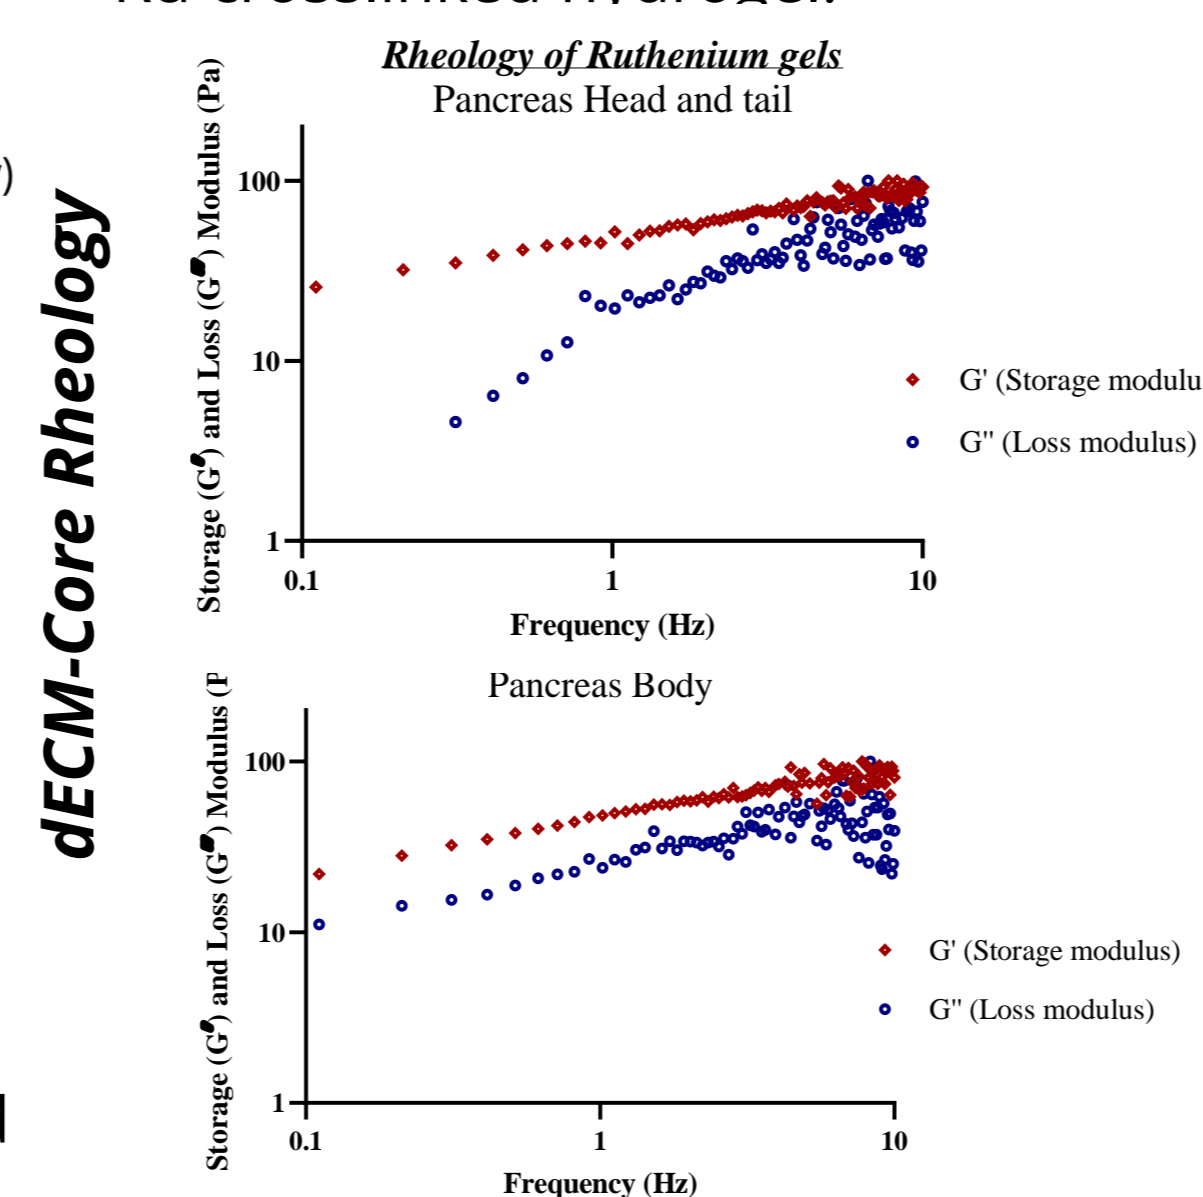 Rheology of Ruthenium gels
Pancreas Head and tail
dECM-Core Rheology
Storage (G') and Loss (G'') Modulus (Pa)
100
10
1
0.1 1 10
Frequency (Hz)
G' (Storage modulu
G'' (Loss modulus)
Pancreas Body
Storage (G') and Loss (G'') Modulus (P
100
10
1
0.1 1 10
Frequency (Hz)
G' (Storage modulus)
G'' (Loss modulus)